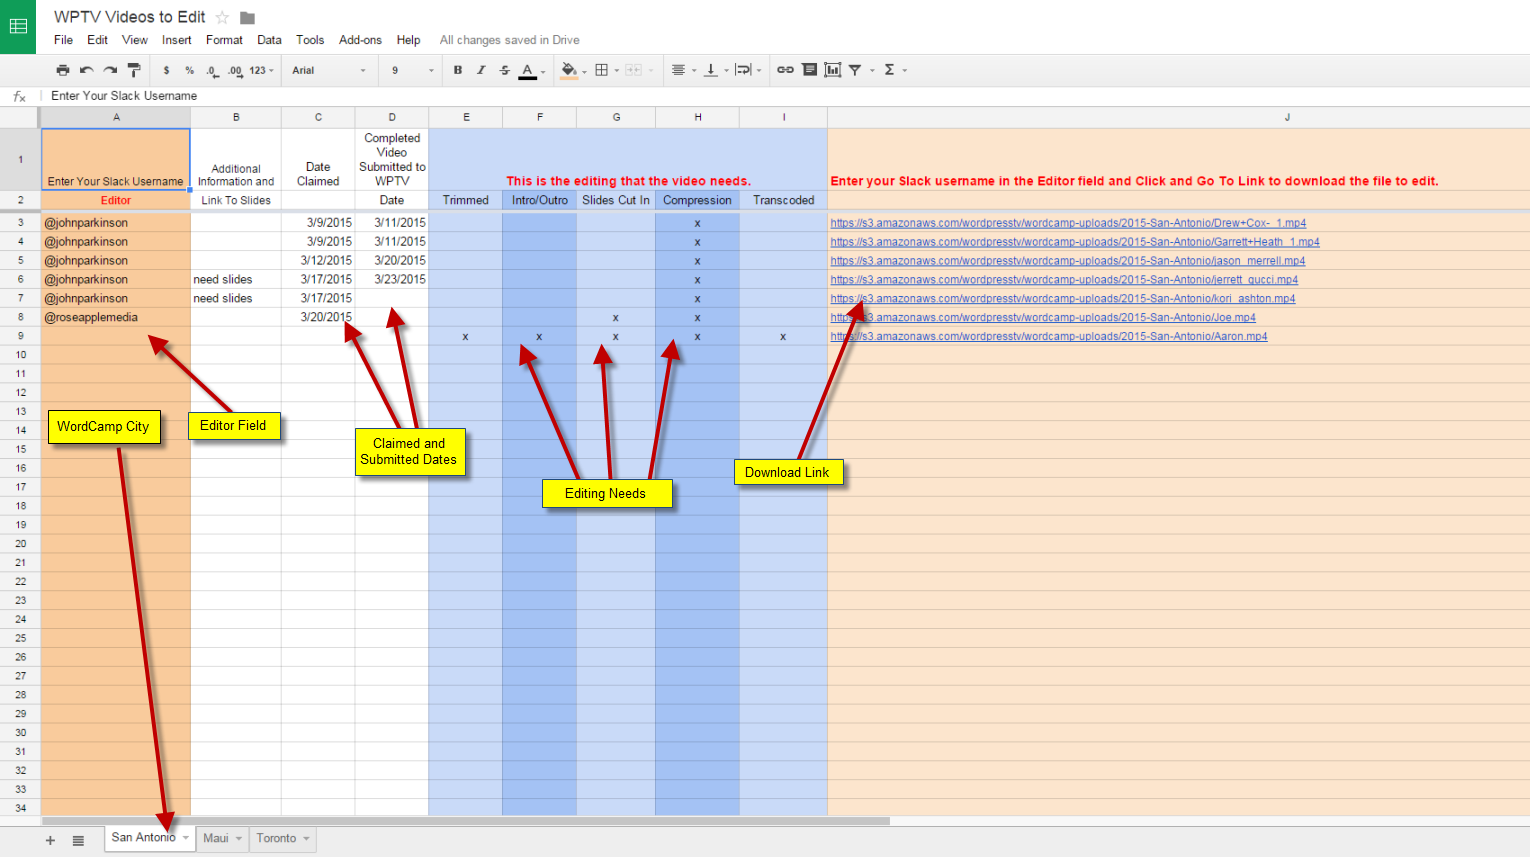 WPTV Videos to Edit
File Edit View Insert Format Data Tools Add-ons Help All changes saved in Drive
$ % .0 .00 123 Arial 9 B I S A Σ
fx Enter Your Slack Username
A B C D E F G H I J
1
Enter Your Slack Username
Additional
Information and
Date
Claimed
Completed
Video
Submitted to
WPTV
This is the editing that the video needs.
Enter your Slack username in the Editor field and Click and Go To Link to download the file to edit.
2 Editor Link To Slides Date Trimmed Intro/Outro Slides Cut In Compression Transcoded
3 @johnparkinson 3/9/2015 3/11/2015 x https://s3.amazonaws.com/wordpresstv/wordcamp-uploads/2015-San-Antonio/Drew+Cox-_1.mp4
4 @johnparkinson 3/9/2015 3/11/2015 x https://s3.amazonaws.com/wordpresstv/wordcamp-uploads/2015-San-Antonio/Garrett+Heath_1.mp4
5 @johnparkinson 3/12/2015 3/20/2015 x https://s3.amazonaws.com/wordpresstv/wordcamp-uploads/2015-San-Antonio/jason_merrell.mp4
6 @johnparkinson need slides 3/17/2015 3/23/2015 x https://s3.amazonaws.com/wordpresstv/wordcamp-uploads/2015-San-Antonio/jerrett_gucci.mp4
7 @johnparkinson need slides 3/17/2015 x https://s3.amazonaws.com/wordpresstv/wordcamp-uploads/2015-San-Antonio/kori_ashton.mp4
8 @roseapplemedia 3/20/2015 x x https://s3.amazonaws.com/wordpresstv/wordcamp-uploads/2015-San-Antonio/Joe.mp4
9 x x x x x https://s3.amazonaws.com/wordpresstv/wordcamp-uploads/2015-San-Antonio/Aaron.mp4
10
11
12
13
14
15
16
17
18
19
20
21
22
23
24
25
26
27
28
29
30
31
32
33
34
WordCamp City
Editor Field
Claimed and
Submitted Dates
Editing Needs
Download Link
San Antonio Maui Toronto